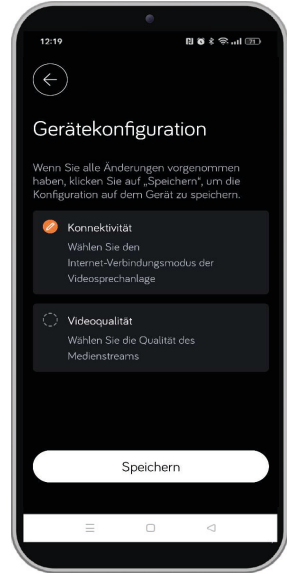 12:19
Gerätekonfiguration
Wenn Sie alle Änderungen vorgenommen
haben, klicken Sie auf „Speichern“, um die
Konfiguration auf dem Gerät zu speichern.
Konnektivität
Wählen Sie den
Internet-Verbindungsmodus der
Videosprechanlage
Videoqualität
Wählen Sie die Qualität des
Medienstreams
Speichern